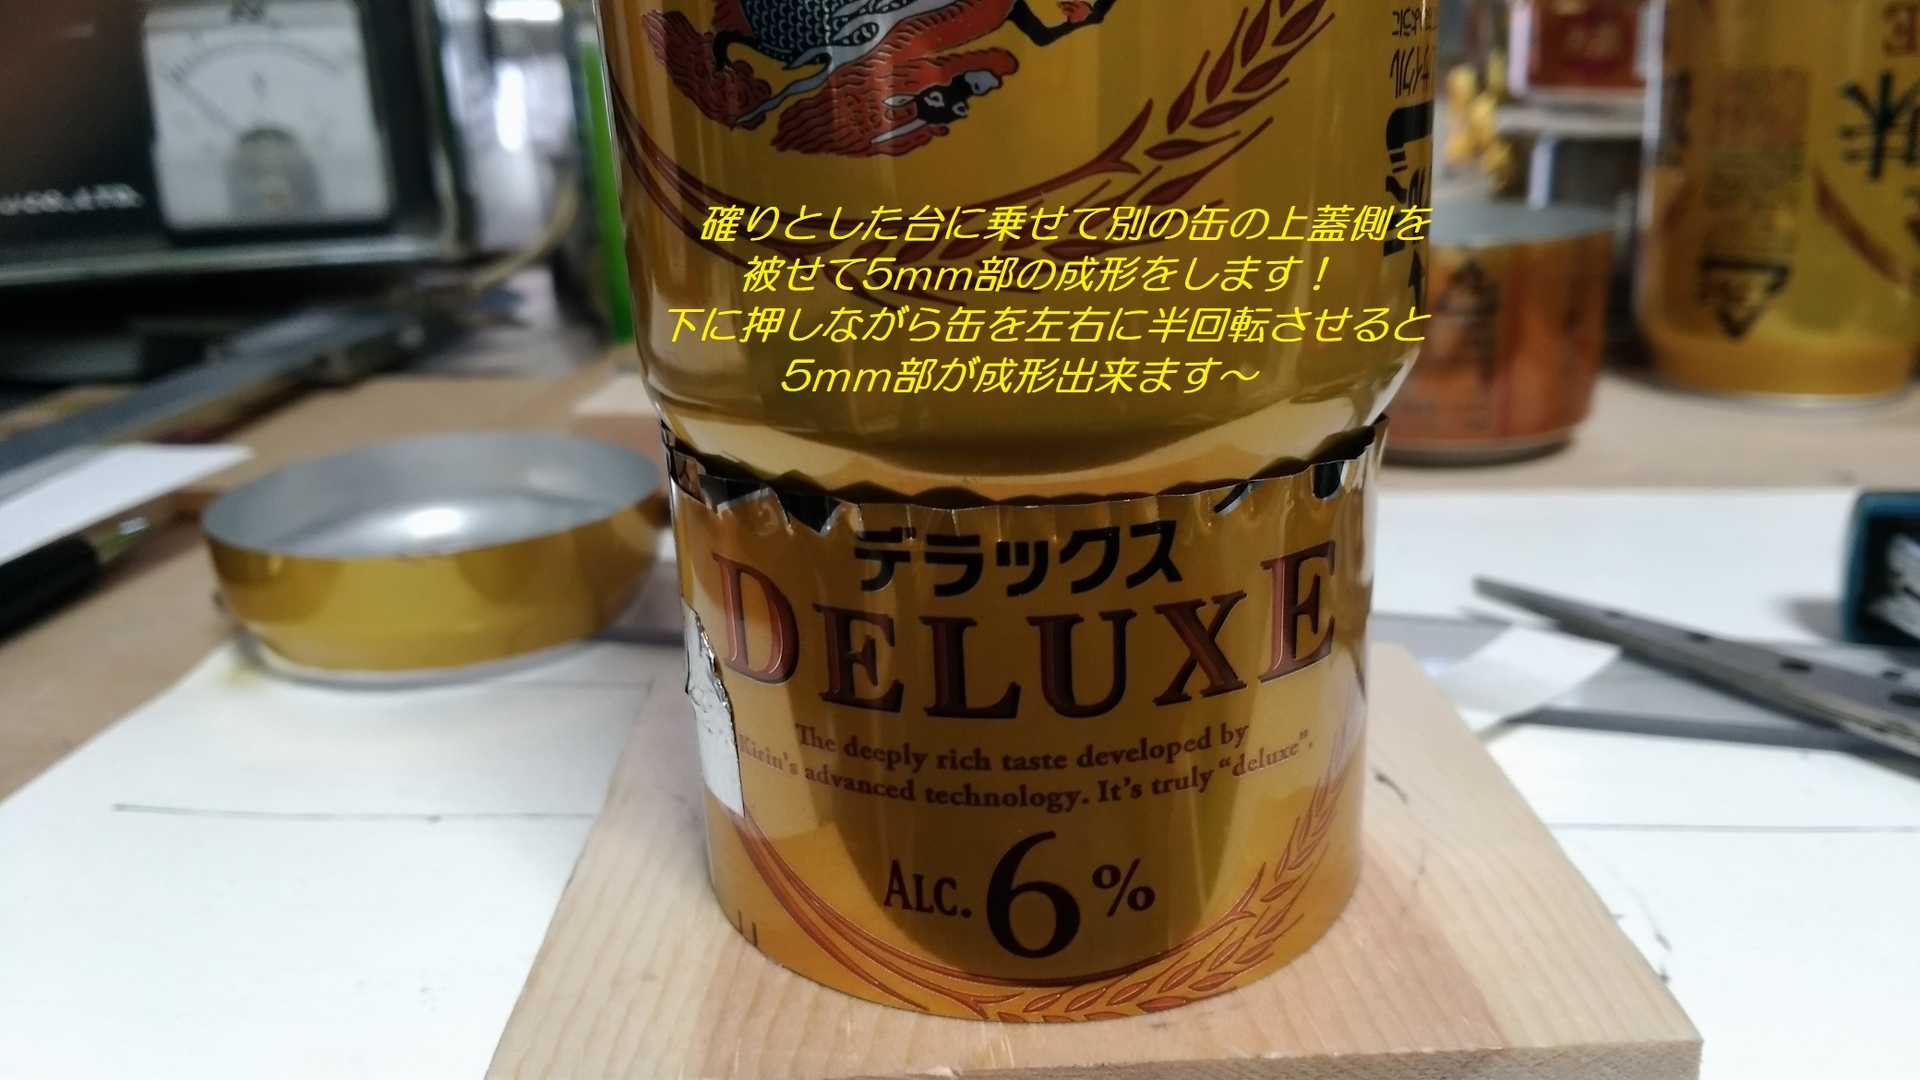 確りとした台に乗せて別の缶の上蓋側を
被せて5mm部の成形をします!
下に押しながら缶を左右に半回転させると
5mm部が成形出来ます～
デラックス
DELUXE
The deeply rich taste developed by
Kirin's advanced technology. It's truly "deluxe".
ALC. 6%